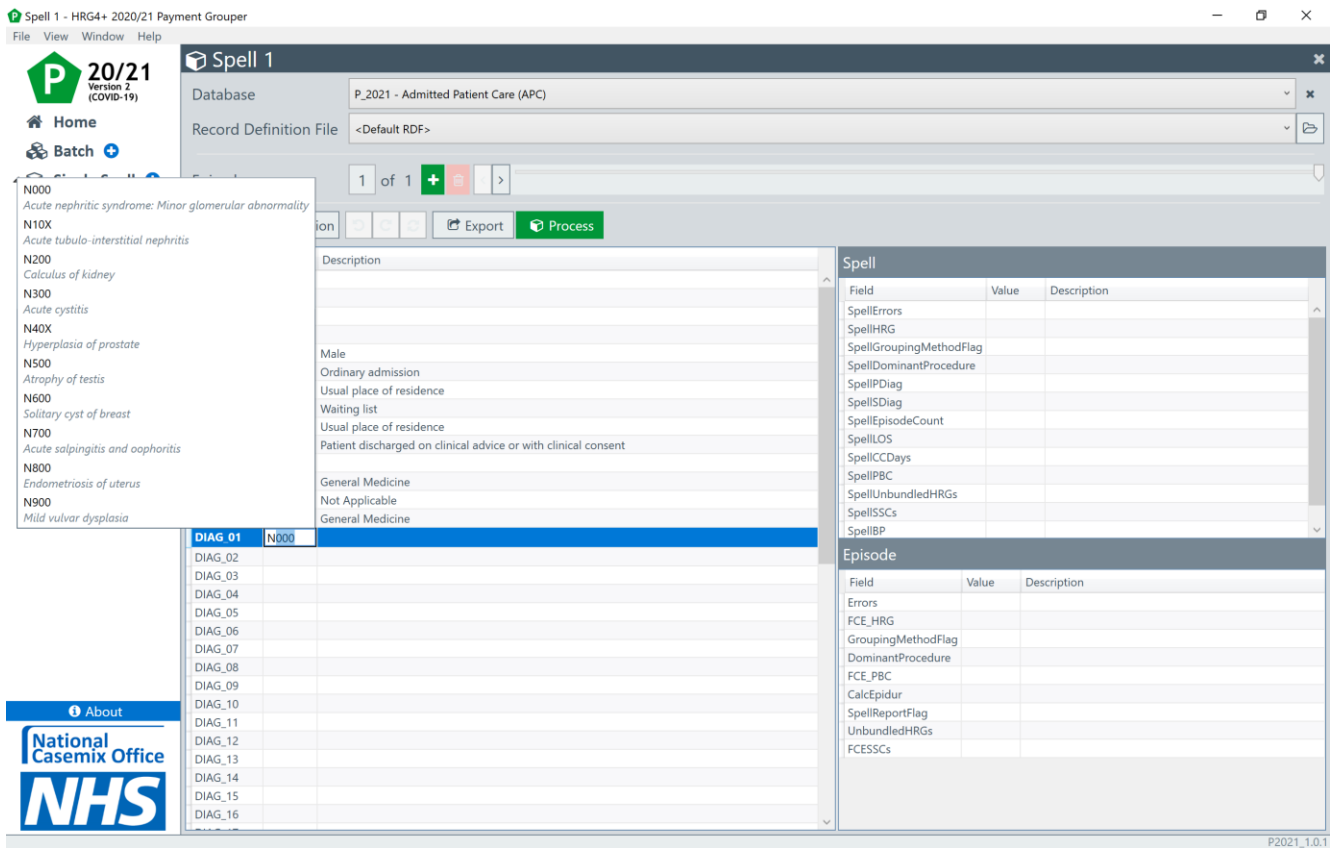 Spell 1 - HRG4+ 2020/21 Payment Grouper
File View Window Help
P 20/21
Version 2
(COVID-19)
Home
Batch
Spell 1
Database P_2021 - Admitted Patient Care (APC)
Record Definition File <Default RDF>
1 of 1
ion Export Process
N000
Acute nephritic syndrome: Minor glomerular abnormality
N10X
Acute tubulo-interstitial nephritis
N200
Calculus of kidney
N300
Acute cystitis
N40X
Hyperplasia of prostate
N500
Atrophy of testis
N600
Solitary cyst of breast
N700
Acute salpingitis and oophoritis
N800
Endometriosis of uterus
N900
Mild vulvar dysplasia
Description
Male
Ordinary admission
Usual place of residence
Waiting list
Usual place of residence
Patient discharged on clinical advice or with clinical consent
General Medicine
Not Applicable
General Medicine
DIAG_01 N000
DIAG_02
DIAG_03
DIAG_04
DIAG_05
DIAG_06
DIAG_07
DIAG_08
DIAG_09
DIAG_10
DIAG_11
DIAG_12
DIAG_13
DIAG_14
DIAG_15
DIAG_16
Spell
Field Value Description
SpellErrors
SpellHRG
SpellGroupingMethodFlag
SpellDominantProcedure
SpellPDiag
SpellSDiag
SpellEpisodeCount
SpellLOS
SpellCCDays
SpellPBC
SpellUnbundledHRGs
SpellSSCs
SpellBP
Episode
Field Value Description
Errors
FCE_HRG
GroupingMethodFlag
DominantProcedure
FCE_PBC
CalcEpidur
SpellReportFlag
UnbundledHRGs
FCESSCs
About
National
Casemix Office
NHS
P2021_1.0.1